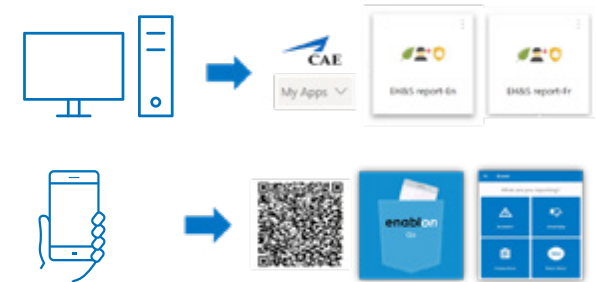 CAE
My Apps
EH&S report-En
EH&S report-Fr
enablon
Go
What are you reporting?